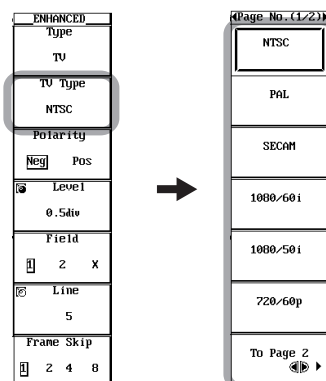 ENHANCED
Type
TV
TV Type
NTSC
Polarity
Neg Pos
Level
0.5div
Field
1 2 X
Line
5
Frame Skip
1 2 4 8
Page No.(1/2)
NTSC
PAL
SECAM
1080/60i
1080/50i
720/60p
To Page 2